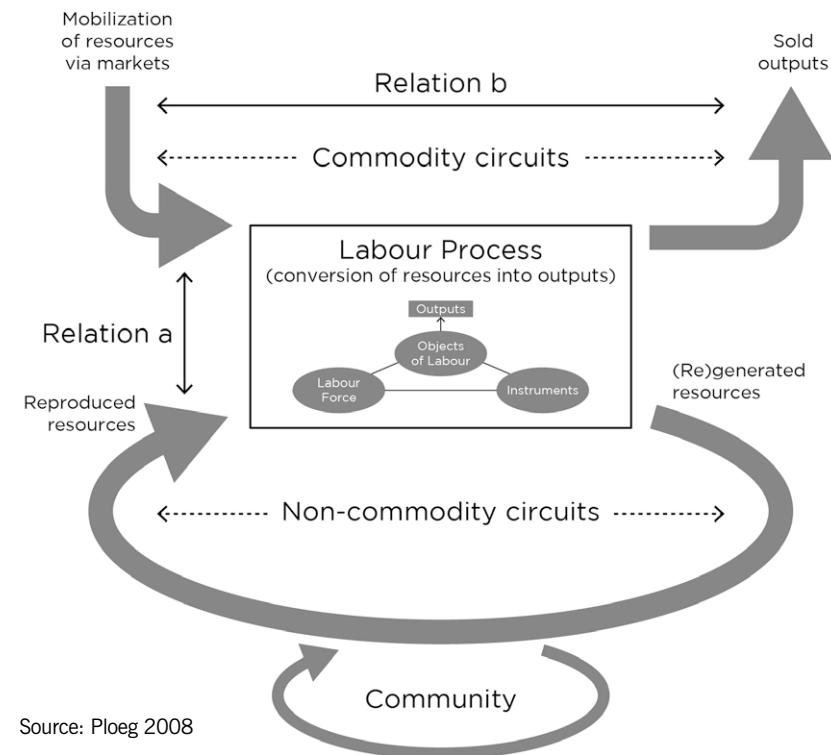 Mobilization
of resources
via markets
Sold
outputs
Relation b
Commodity circuits
Labour Process
(conversion of resources into outputs)
Outputs
Objects
of Labour
Labour
Force
Instruments
Relation a
Reproduced
resources
(Re)generated
resources
Non-commodity circuits
Community
Source: Ploeg 2008